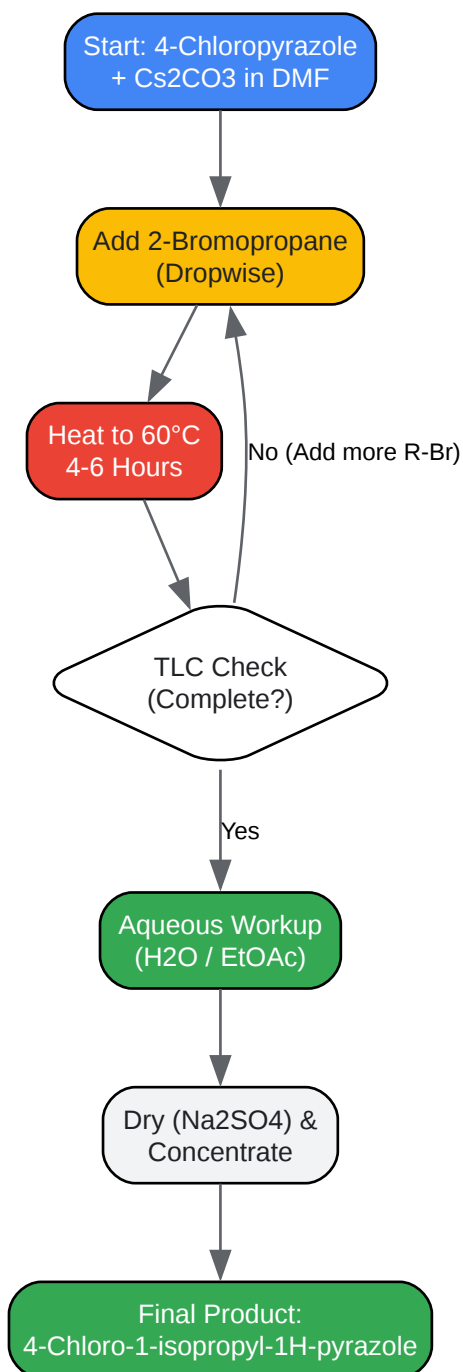 Start: 4-Chloropyrazole
+ Cs2CO3 in DMF
Add 2-Bromopropane
(Dropwise)
Heat to 60°C
4-6 Hours
No (Add more R-Br)
TLC Check
(Complete?)
Yes
Aqueous Workup
(H2O / EtOAc)
Dry (Na2SO4) &
Concentrate
Final Product:
4-Chloro-1-isopropyl-1H-pyrazole